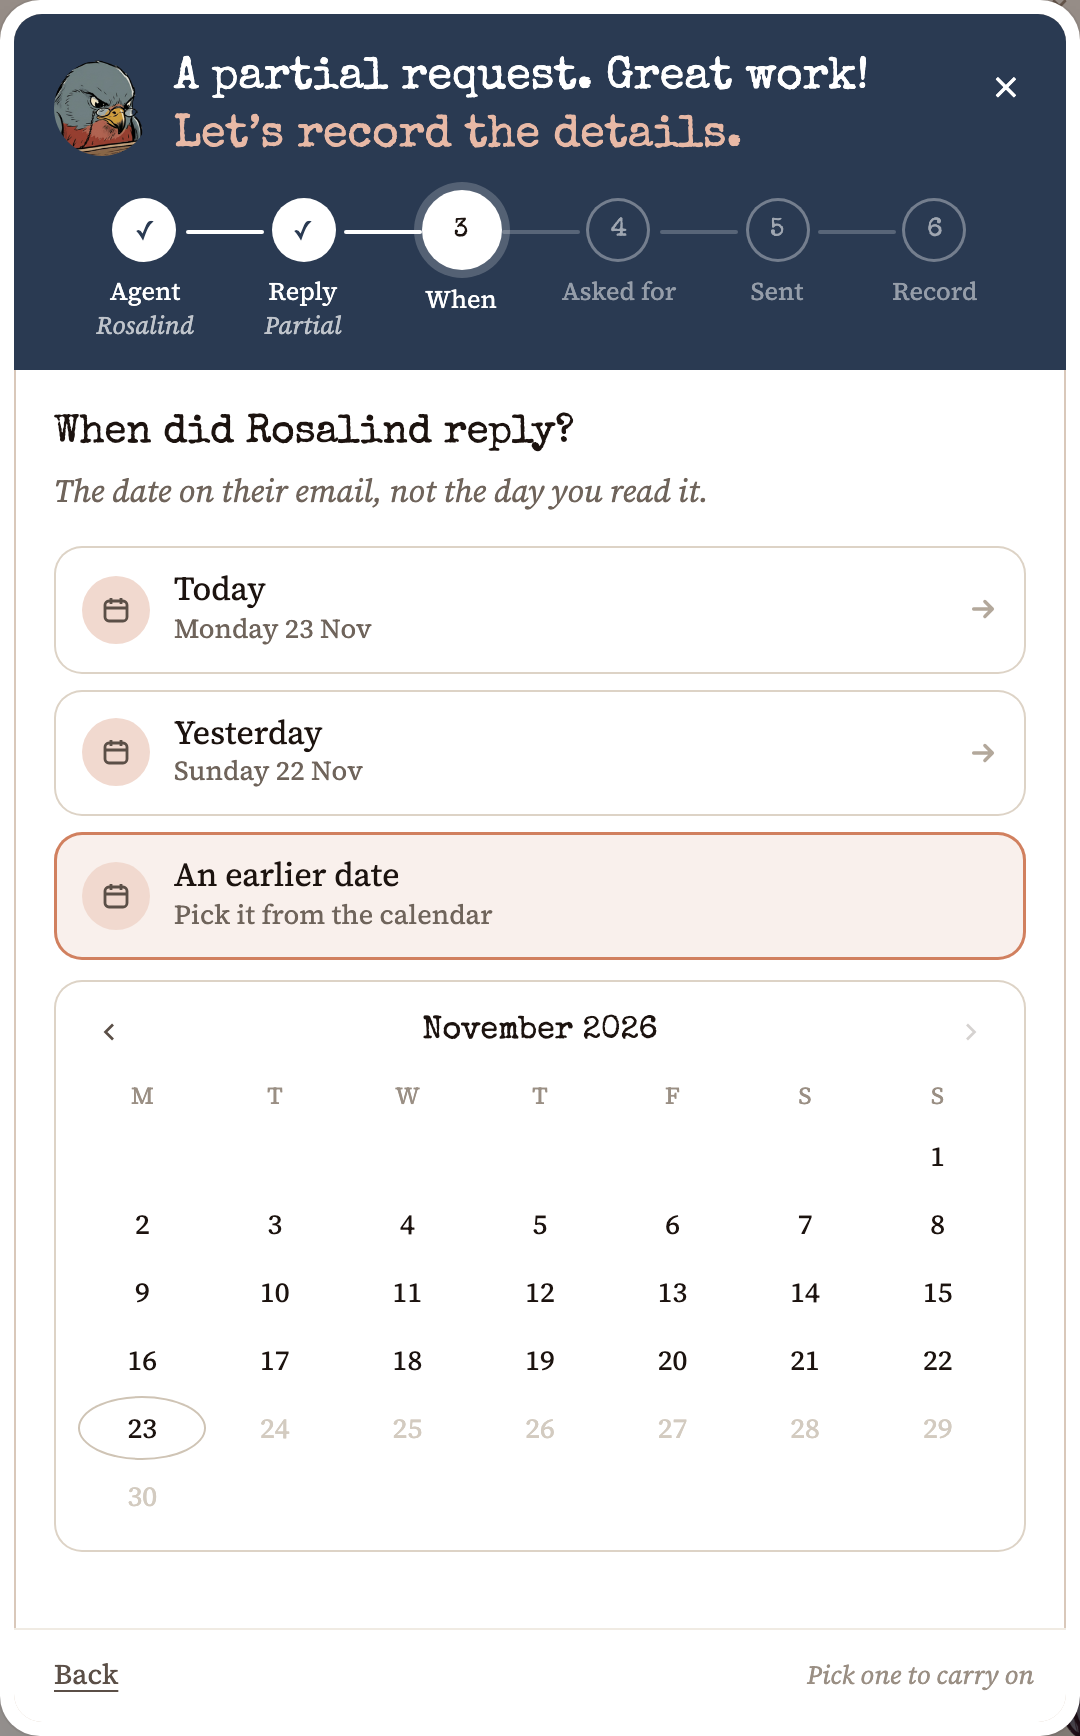 A partial request. Great work!
Let's record the details.
✓ ✓ 3 4 5 6
Agent Reply When Asked for Sent Record
Rosalind Partial
When did Rosalind reply?
The date on their email, not the day you read it.
Today
Monday 23 Nov
Yesterday
Sunday 22 Nov
An earlier date
Pick it from the calendar
November 2026
M T W T F S S
1
2 3 4 5 6 7 8
9 10 11 12 13 14 15
16 17 18 19 20 21 22
23 24 25 26 27 28 29
30
Back Pick one to carry on